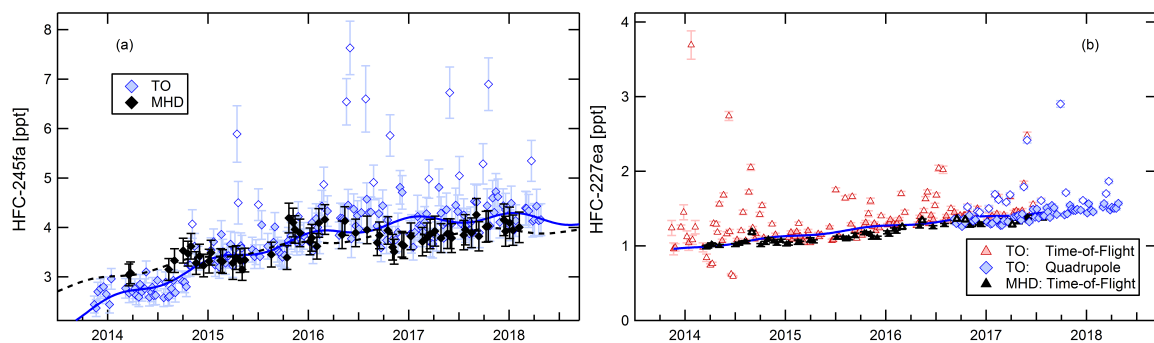 (a)
TO
MHD
HFC-245fa [ppt]
8
7
6
5
4
3
2014 2015 2016 2017 2018
(b)
HFC-227ea [ppt]
4
3
2
1
0
TO: Time-of-Flight
TO: Quadrupole
MHD: Time-of-Flight
2014 2015 2016 2017 2018